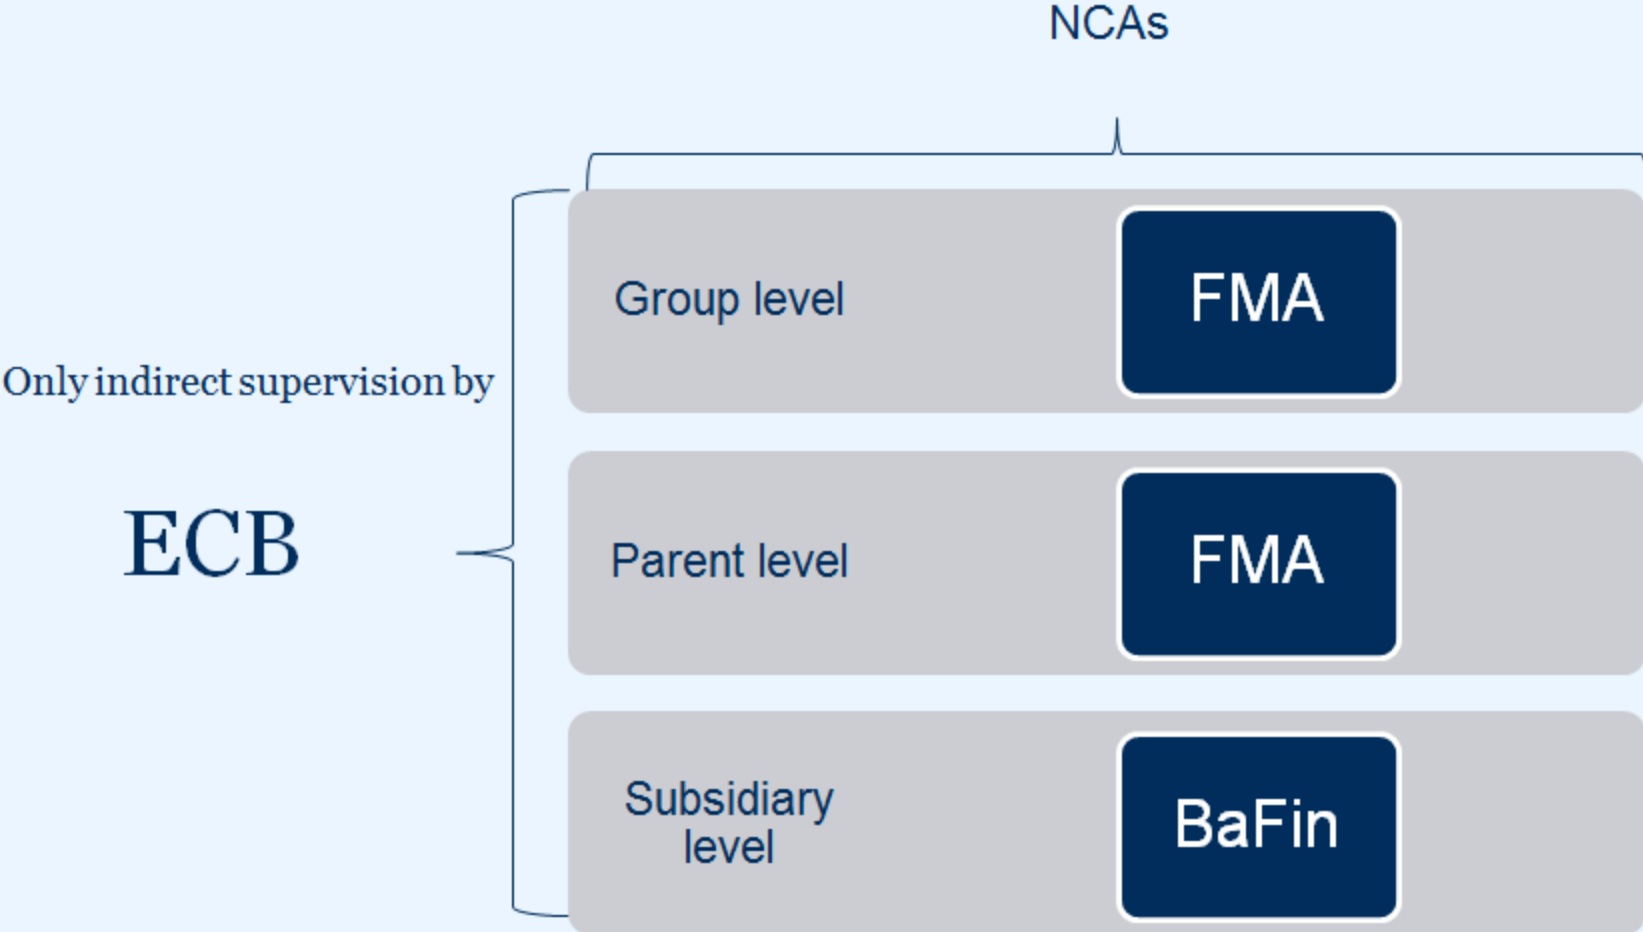 NCAs
Group level
FMA
Only indirect supervision by
ECB
Parent level
FMA
Subsidiary
level
BaFin